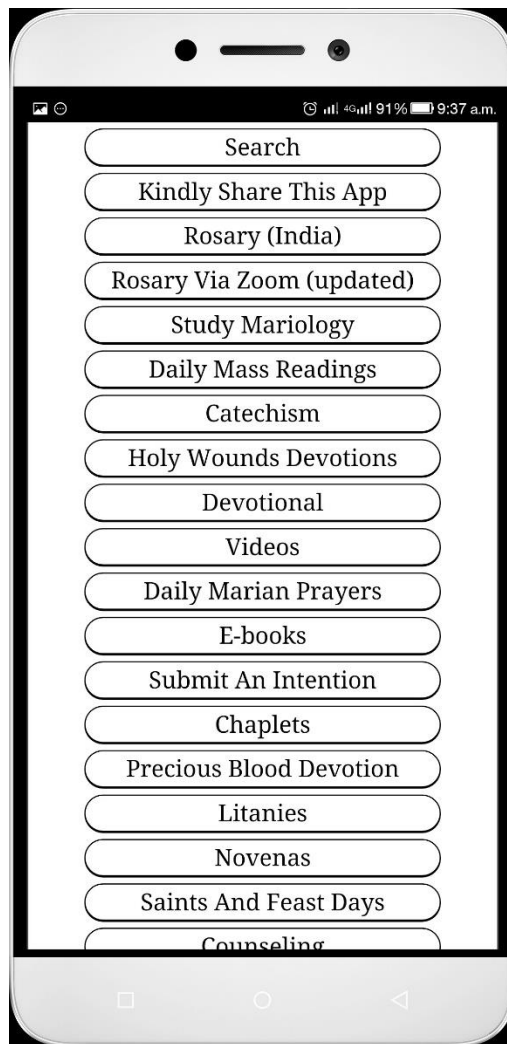 4G 91% 9:37 a.m.
Search
Kindly Share This App
Rosary (India)
Rosary Via Zoom (updated)
Study Mariology
Daily Mass Readings
Catechism
Holy Wounds Devotions
Devotional
Videos
Daily Marian Prayers
E-books
Submit An Intention
Chaplets
Precious Blood Devotion
Litanies
Novenas
Saints And Feast Days
Counseling